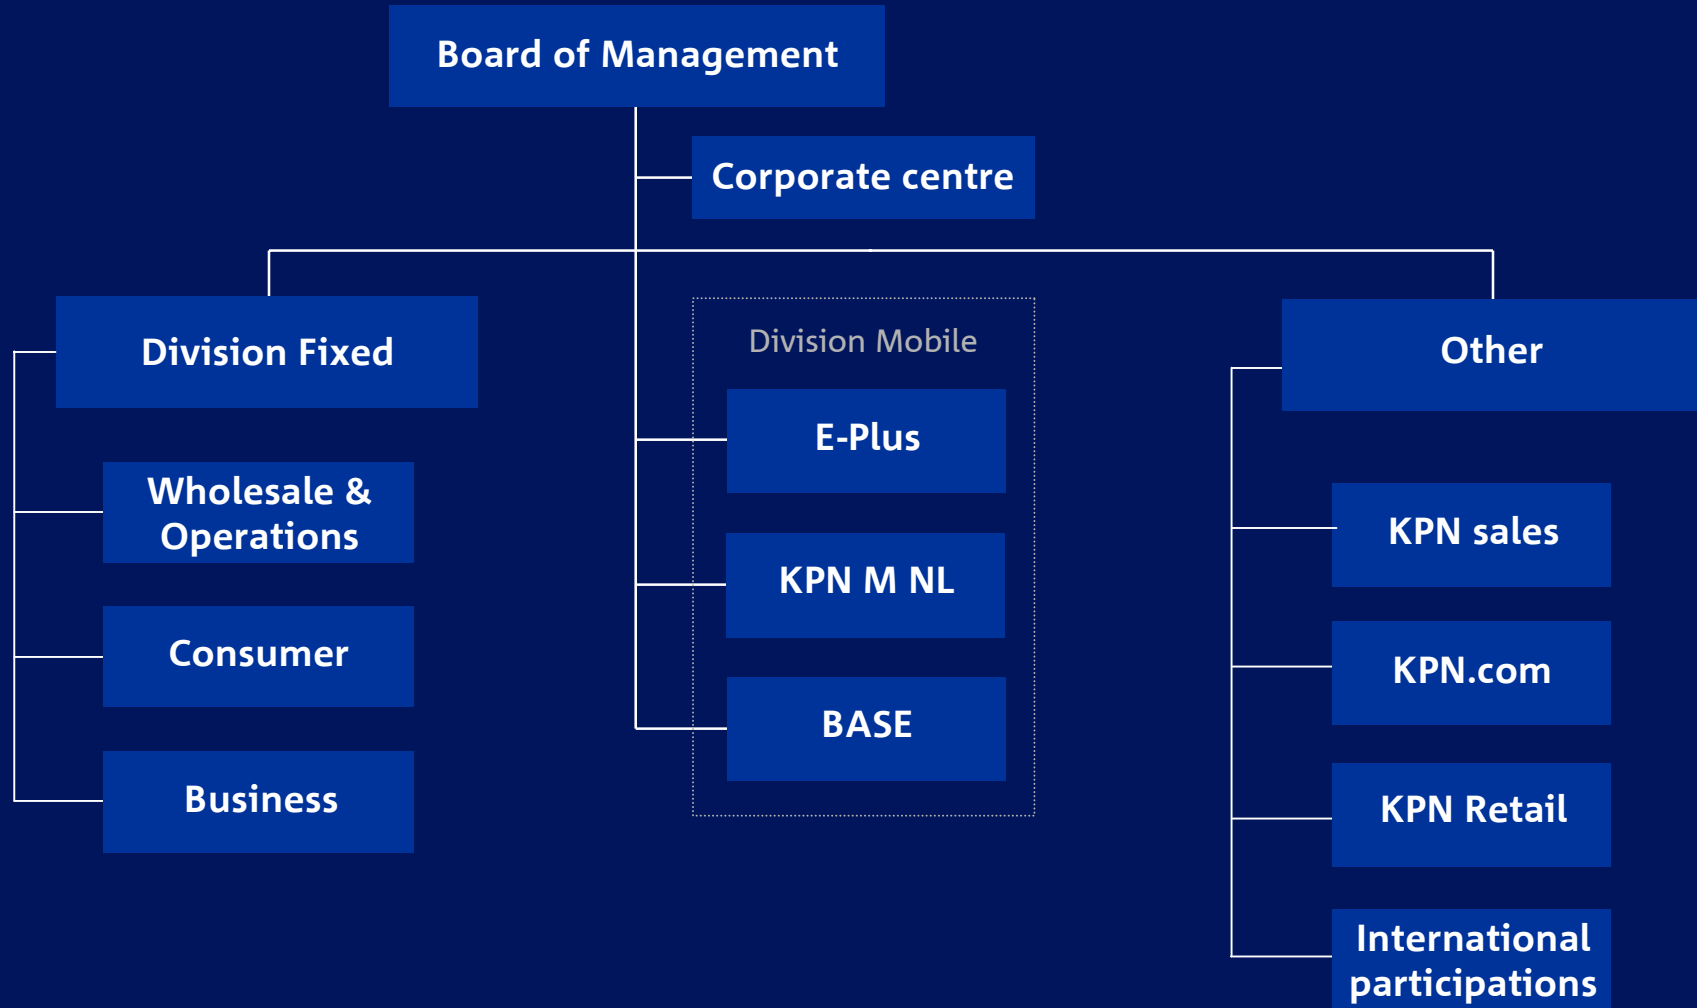 Board of Management
Corporate centre
Division Fixed
Wholesale &
Operations
Consumer
Business
Division Mobile
E-Plus
KPN M NL
BASE
Other
KPN sales
KPN.com
KPN Retail
International
participations